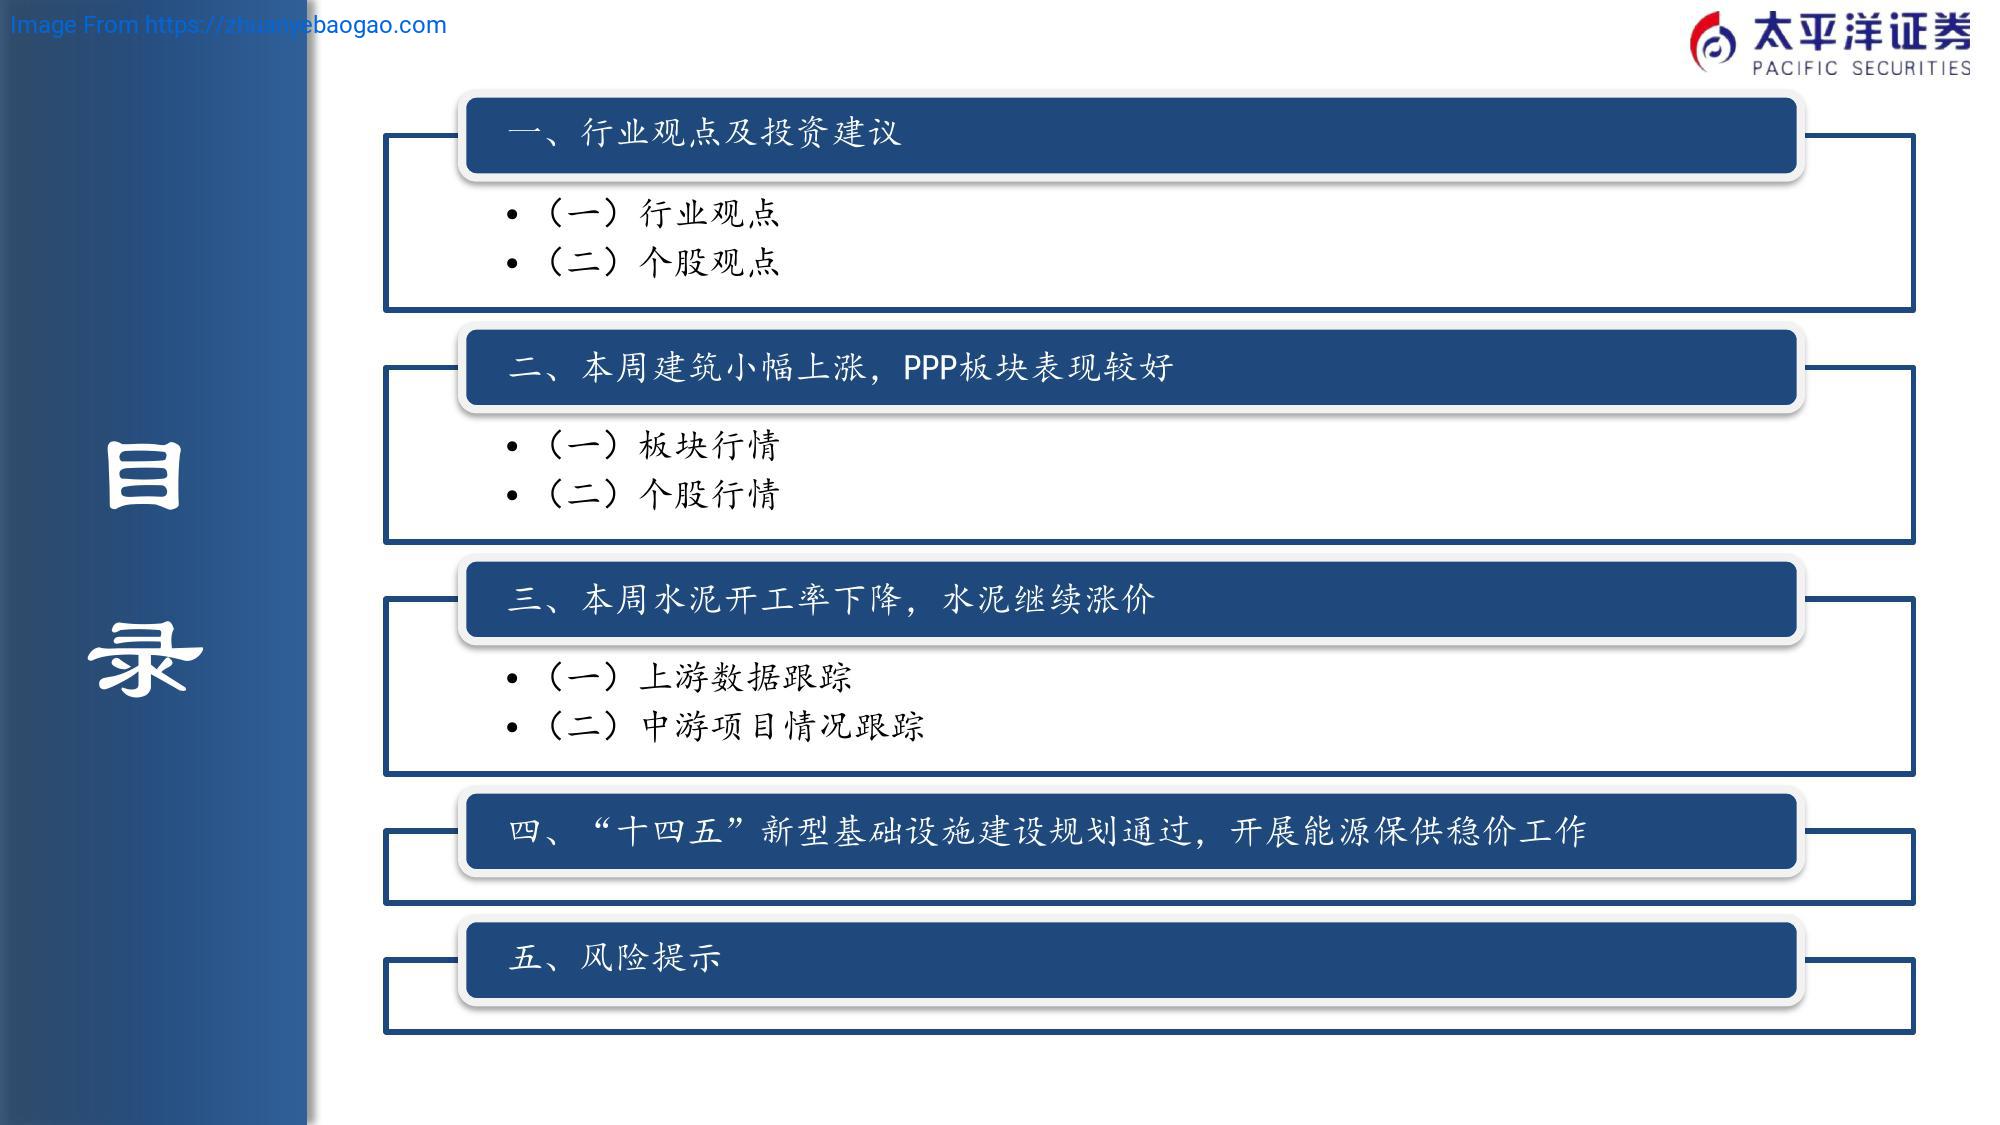 Image From https://zhuanyebaogao.com
太平洋证券
PACIFIC SECURITIES
目
录
一、行业观点及投资建议
•（一）行业观点
•（二）个股观点
二、本周建筑小幅上涨，PPP板块表现较好
•（一）板块行情
•（二）个股行情
三、本周水泥开工率下降，水泥继续涨价
•（一）上游数据跟踪
•（二）中游项目情况跟踪
四、“十四五”新型基础设施建设规划通过，开展能源保供稳价工作
五、风险提示